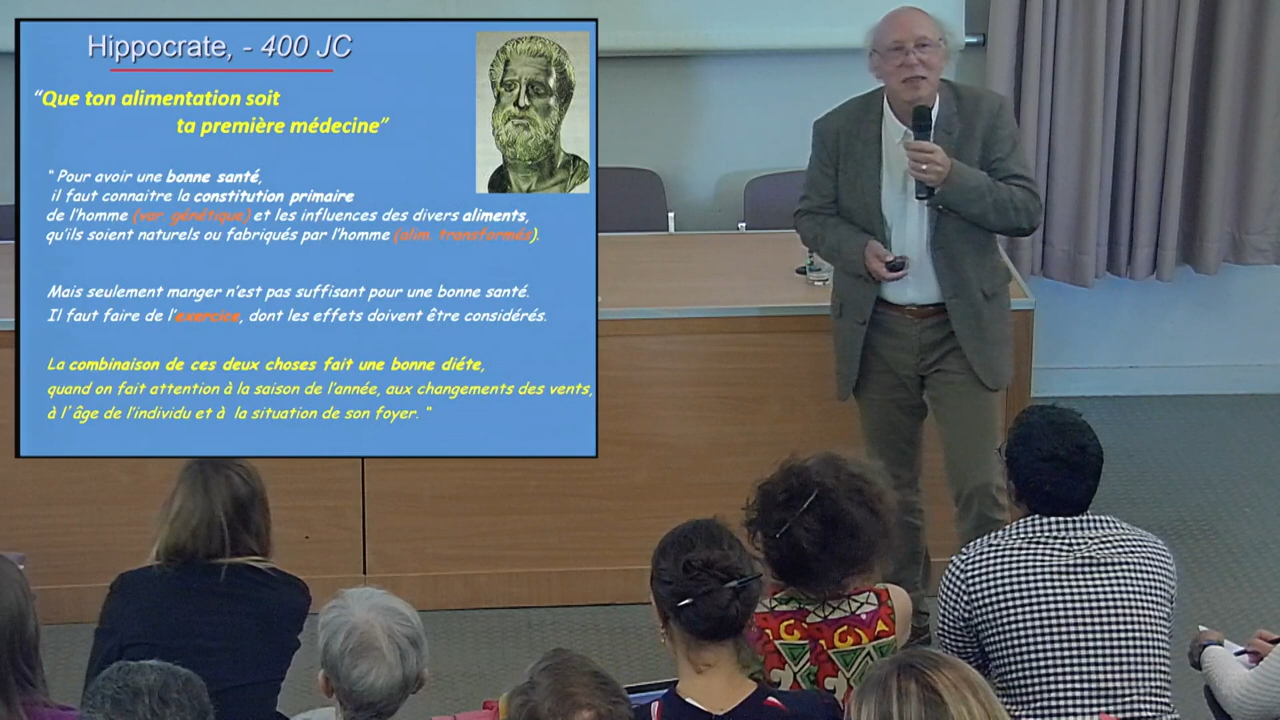 Hippocrate, - 400 JC
“Que ton alimentation soit
ta première médecine”
“ Pour avoir une bonne santé,
il faut connaitre la constitution primaire
de l’homme (var. génétique) et les influences des divers aliments,
qu’ils soient naturels ou fabriqués par l’homme (alim. transformés).
Mais seulement manger n’est pas suffisant pour une bonne santé.
Il faut faire de l’exercice, dont les effets doivent être considérés.
La combinaison de ces deux choses fait une bonne diéte,
quand on fait attention à la saison de l’année, aux changements des vents,
à l’âge de l’individu et à la situation de son foyer. “